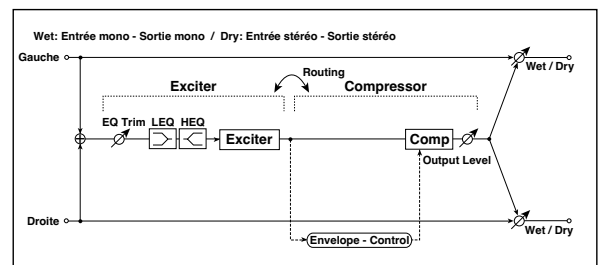 Wet: Entrée mono - Sortie mono / Dry: Entrée stéréo - Sortie stéréo
Gauche
Wet / Dry
Routing
Exciter
Compressor
EQ Trim
LEQ
HEQ
Exciter
Comp
Output Level
Droite
Wet / Dry
Envelope - Control